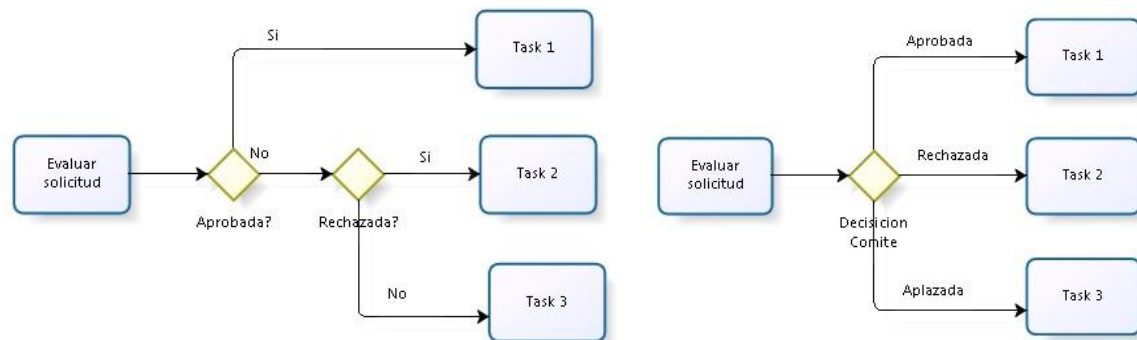 Si
Task 1
Evaluar
solicitud
No
Si
Task 2
Aprobada?
Rechazada?
No
Task 3
Aprobada
Task 1
Evaluar
solicitud
Rechazada
Task 2
Decisicion
Comite
Aplazada
Task 3